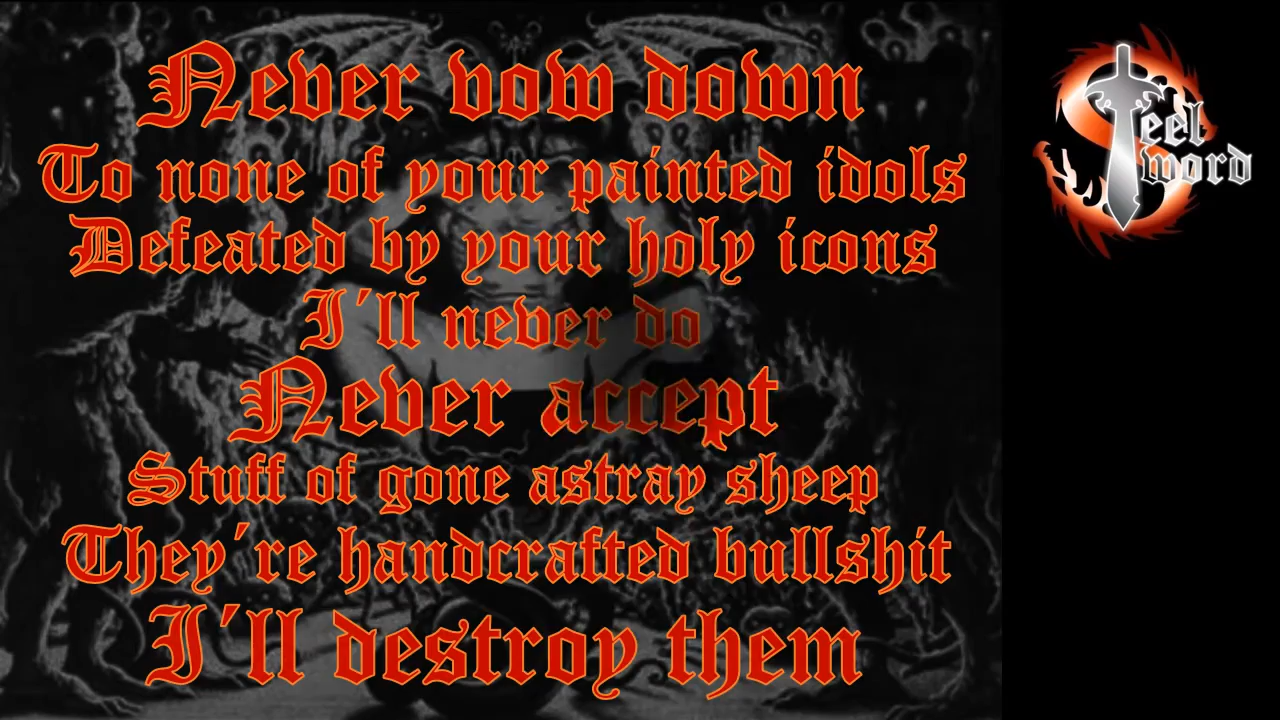 Never vow down
To none of your painted idols
Defeated by your holy icons
I´ll never do
Never accept
Stuff of gone astray sheep
They´re handcrafted bullshit
I´ll destroy them
Steel
Sword